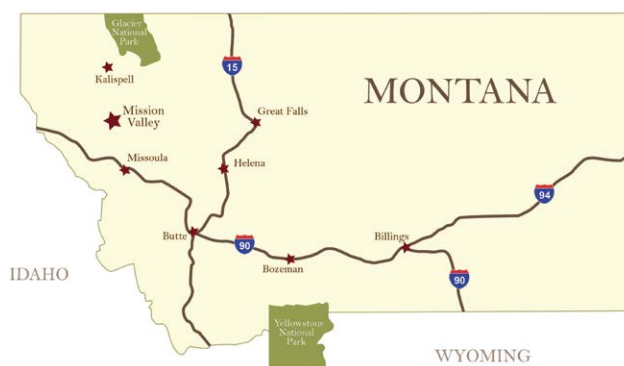 Glacier
National
Park
Kalispell
15
MONTANA
Mission
Valley
Great Falls
Missoula
Helena
94
Butte
90
Billings
Bozeman
IDAHO
90
Yellowstone
National
Park
WYOMING